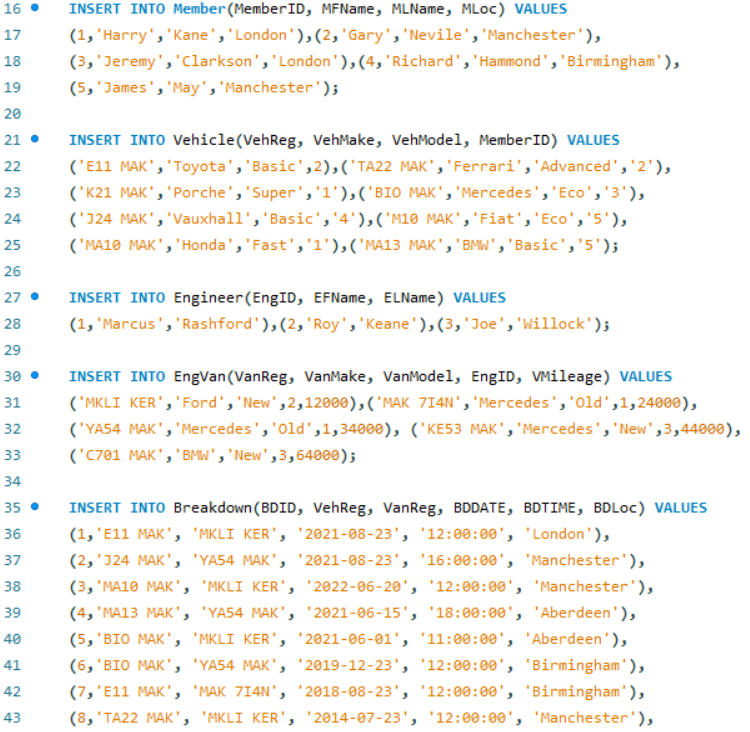 16 INSERT INTO Member(MemberID, MFName, MLName, MLoc) VALUES
17 (1,'Harry','Kane','London'),(2,'Gary','Nevile','Manchester'),
18 (3,'Jeremy','Clarkson','London'),(4,'Richard','Hammond','Birmingham'),
19 (5,'James','May','Manchester');
20
21 INSERT INTO Vehicle(VehReg, VehMake, VehModel, MemberID) VALUES
22 ('E11 MAK','Toyota','Basic',2),('TA22 MAK','Ferrari','Advanced','2'),
23 ('K21 MAK','Porche','Super','1'),('BIO MAK','Mercedes','Eco','3'),
24 ('J24 MAK','Vauxhall','Basic','4'),('M10 MAK','Fiat','Eco','5'),
25 ('MA10 MAK','Honda','Fast','1'),('MA13 MAK','BMW','Basic','5');
26
27 INSERT INTO Engineer(EngID, EFName, ELName) VALUES
28 (1,'Marcus','Rashford'),(2,'Roy','Keane'),(3,'Joe','Willock');
29
30 INSERT INTO EngVan(VanReg, VanMake, VanModel, EngID, VMileage) VALUES
31 ('MKLI KER','Ford','New',2,12000),('MAK 7I4N','Mercedes','Old',1,24000),
32 ('YA54 MAK','Mercedes','Old',1,34000), ('KE53 MAK','Mercedes','New',3,44000),
33 ('C701 MAK','BMW','New',3,64000);
34
35 INSERT INTO Breakdown(BDID, VehReg, VanReg, BDDATE, BDTIME, BDLoc) VALUES
36 (1,'E11 MAK', 'MKLI KER', '2021-08-23', '12:00:00', 'London'),
37 (2,'J24 MAK', 'YA54 MAK', '2021-08-23', '16:00:00', 'Manchester'),
38 (3,'MA10 MAK', 'MKLI KER', '2022-06-20', '12:00:00', 'Manchester'),
39 (4,'MA13 MAK', 'YA54 MAK', '2021-06-15', '18:00:00', 'Aberdeen'),
40 (5,'BIO MAK', 'MKLI KER', '2021-06-01', '11:00:00', 'Aberdeen'),
41 (6,'BIO MAK', 'YA54 MAK', '2019-12-23', '12:00:00', 'Birmingham'),
42 (7,'E11 MAK', 'MAK 7I4N', '2018-08-23', '12:00:00', 'Birmingham'),
43 (8,'TA22 MAK', 'MKLI KER', '2014-07-23', '12:00:00', 'Manchester'),